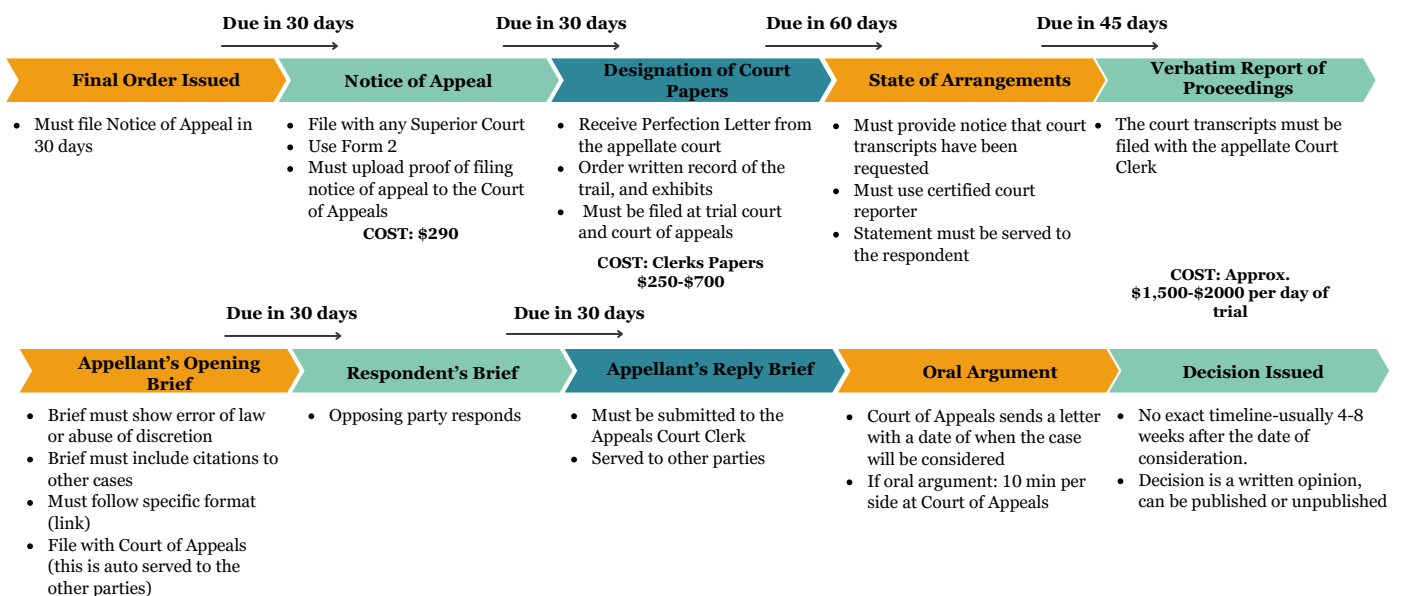 Due in 30 days
Due in 30 days
Due in 60 days
Due in 45 days
Final Order Issued
Notice of Appeal
Designation of Court
Papers
State of Arrangements
Verbatim Report of
Proceedings
• Must file Notice of Appeal in
30 days
• File with any Superior Court
• Use Form 2
• Must upload proof of filing
notice of appeal to the Court
of Appeals
COST: $290
• Receive Perfection Letter from
the appellate court
• Order written record of the
trail, and exhibits
• Must be filed at trial court
and court of appeals
COST: Clerks Papers
$250-$700
• Must provide notice that court
transcripts have been
requested
• Must use certified court
reporter
• Statement must be served to
the respondent
• The court transcripts must be
filed with the appellate Court
Clerk
COST: Approx.
$1,500-$2000 per day of
trial
Due in 30 days
Due in 30 days
Appellant's Opening
Brief
Respondent's Brief
Appellant's Reply Brief
Oral Argument
Decision Issued
• Brief must show error of law
or abuse of discretion
• Brief must include citations to
other cases
• Must follow specific format
(link)
• File with Court of Appeals
(this is auto served to the
other parties)
• Opposing party responds
• Must be submitted to the
Appeals Court Clerk
• Served to other parties
• Court of Appeals sends a letter
with a date of when the case
will be considered
• If oral argument: 10 min per
side at Court of Appeals
• No exact timeline-usually 4-8
weeks after the date of
consideration.
• Decision is a written opinion,
can be published or unpublished